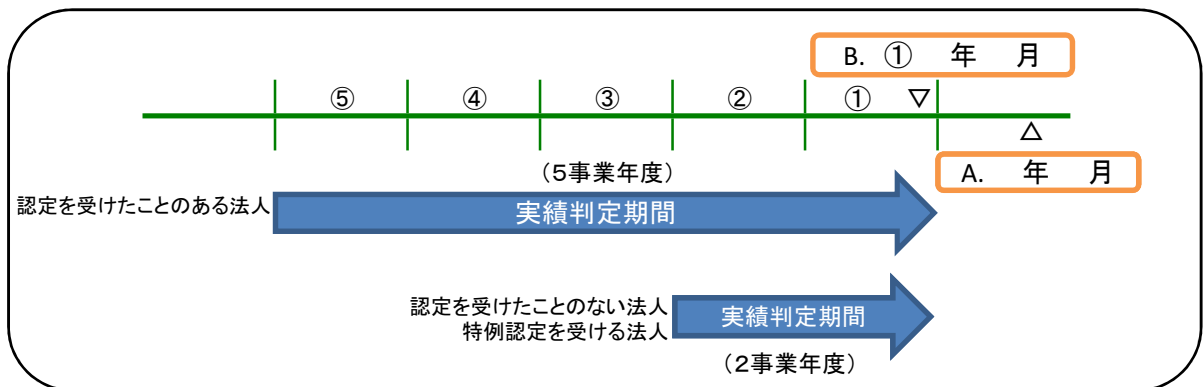 B. ① 年 月
⑤ ④ ③ ② ① ▽
△
A. 年 月
(5事業年度)
認定を受けたことのある法人
実績判定期間
認定を受けたことのない法人
特例認定を受ける法人
実績判定期間
(2事業年度)